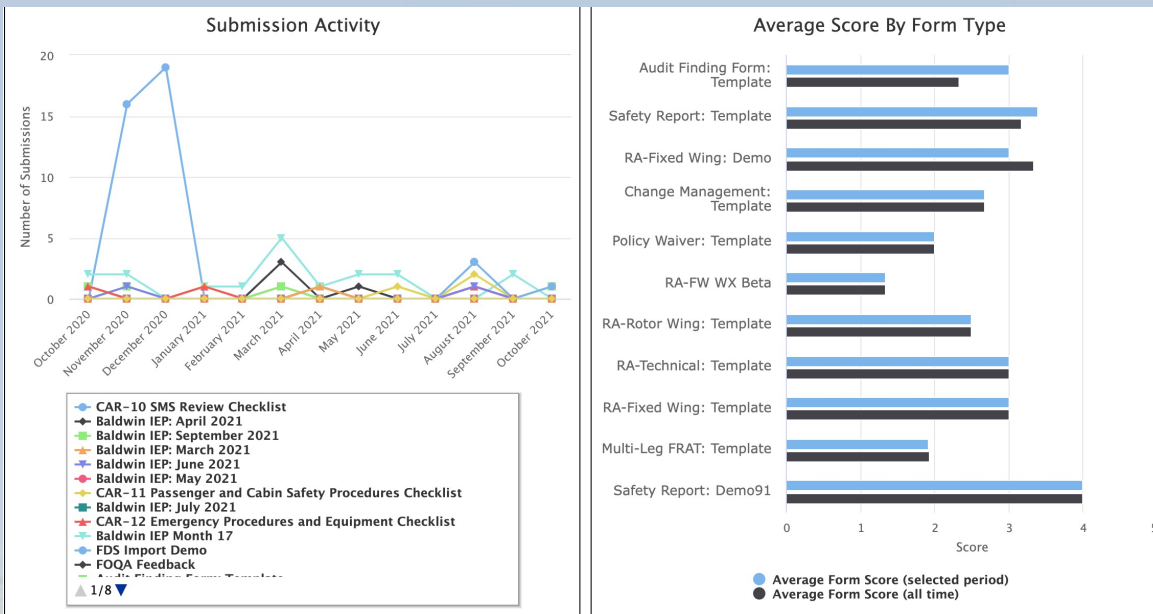 Submission Activity
Number of Submissions
20
15
10
5
0
October 2020
November 2020
December 2020
January 2021
February 2021
March 2021
April 2021
May 2021
June 2021
July 2021
August 2021
September 2021
October 2021
CAR-10 SMS Review Checklist
Baldwin IEP: April 2021
Baldwin IEP: September 2021
Baldwin IEP: March 2021
Baldwin IEP: June 2021
Baldwin IEP: May 2021
CAR-11 Passenger and Cabin Safety Procedures Checklist
Baldwin IEP: July 2021
CAR-12 Emergency Procedures and Equipment Checklist
Baldwin IEP Month 17
FDS Import Demo
FOQA Feedback
Audit Finding Form: Template
1/8
Average Score By Form Type
Audit Finding Form:
Template
Safety Report: Template
RA-Fixed Wing: Demo
Change Management:
Template
Policy Waiver: Template
RA-FW WX Beta
RA-Rotor Wing: Template
RA-Technical: Template
RA-Fixed Wing: Template
Multi-Leg FRAT: Template
Safety Report: Demo91
0 1 2 3 4
Score
Average Form Score (selected period)
Average Form Score (all time)